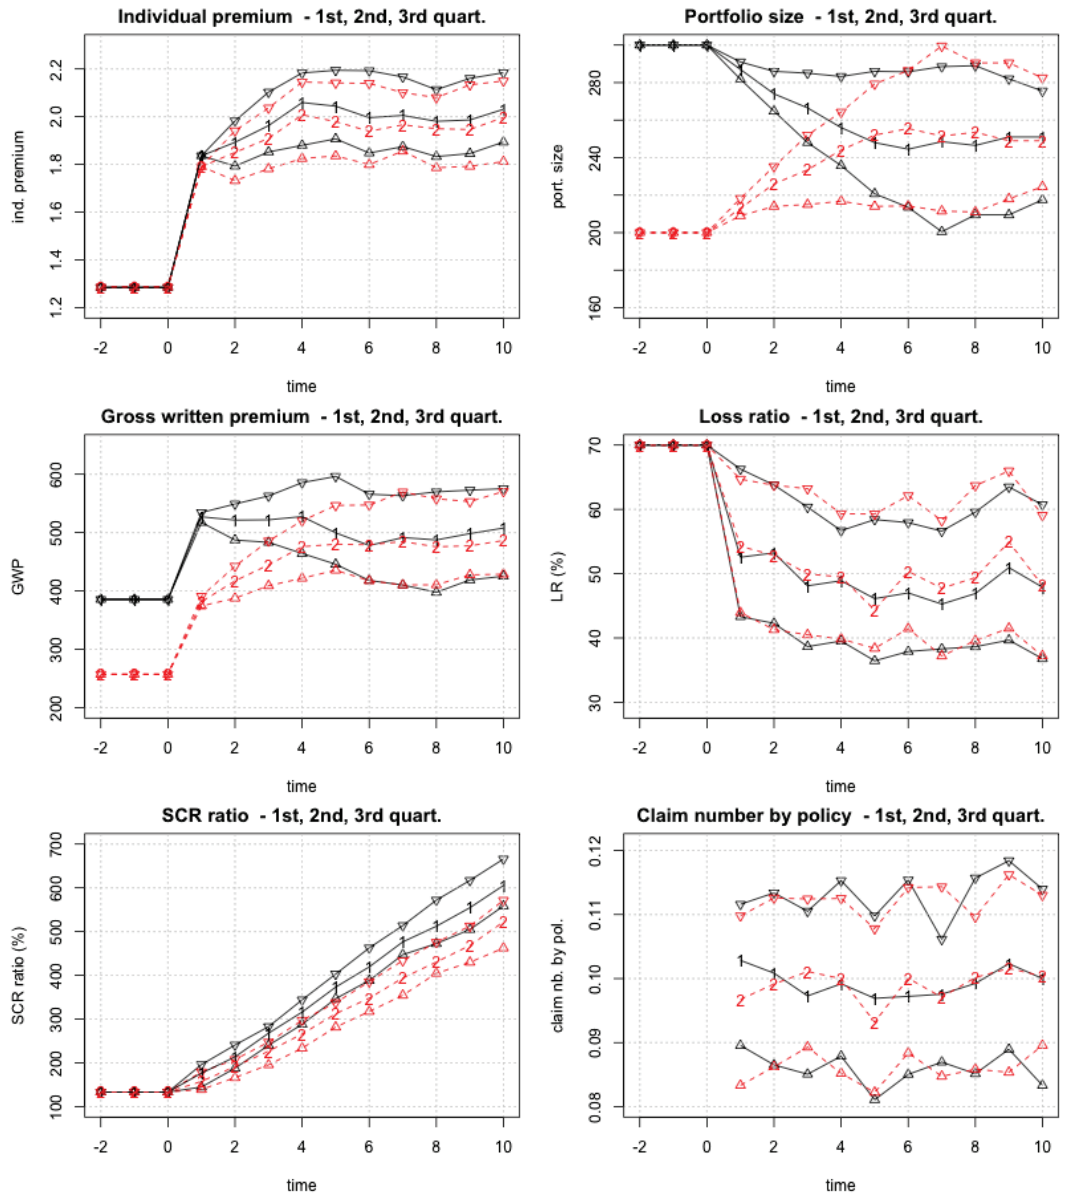 Individual premium - 1st, 2nd, 3rd quart.
ind. premium
1.2 1.4 1.6 1.8 2.0 2.2
-2 0 2 4 6 8 10
time
Portfolio size - 1st, 2nd, 3rd quart.
port. size
160 200 240 280
-2 0 2 4 6 8 10
time
Gross written premium - 1st, 2nd, 3rd quart.
GWP
200 300 400 500 600
-2 0 2 4 6 8 10
time
Loss ratio - 1st, 2nd, 3rd quart.
LR (%)
30 40 50 60 70
-2 0 2 4 6 8 10
time
SCR ratio - 1st, 2nd, 3rd quart.
SCR ratio (%)
100 200 300 400 500 600 700
-2 0 2 4 6 8 10
time
Claim number by policy - 1st, 2nd, 3rd quart.
claim nb. by pol.
0.08 0.09 0.10 0.11 0.12
-2 0 2 4 6 8 10
time